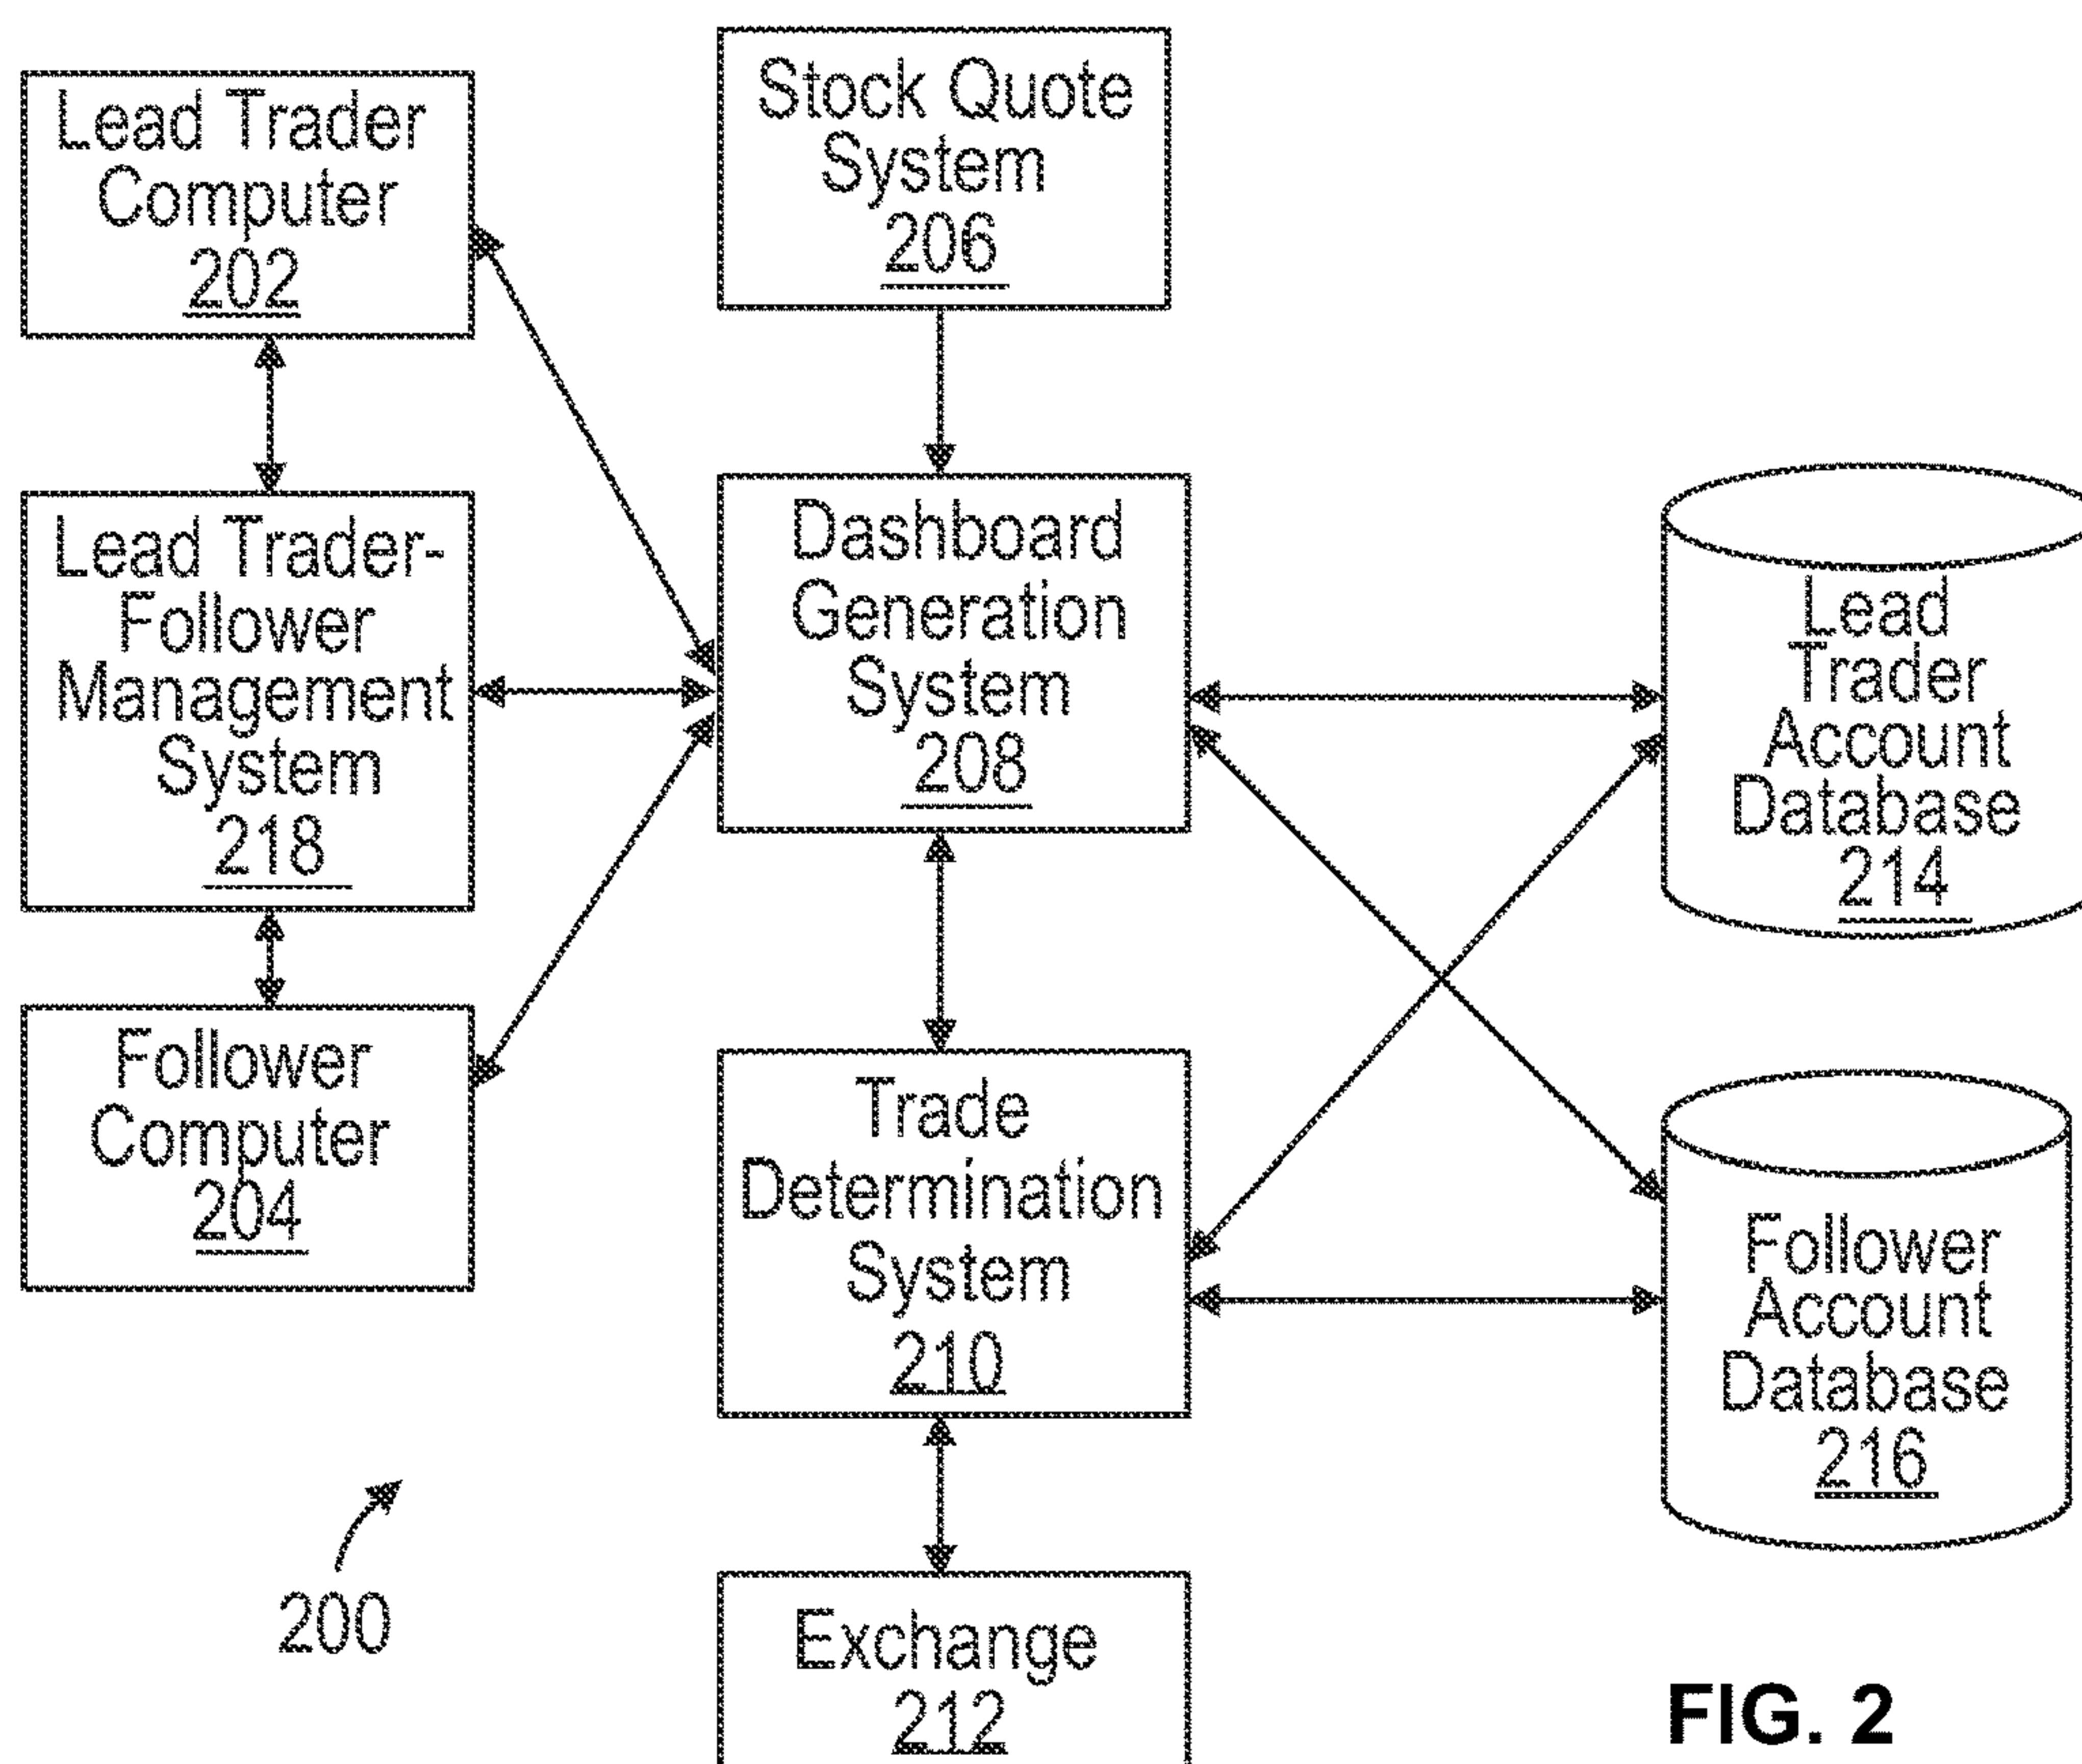 Lead Trader
Computer
202
Stock Quote
System
206
Lead Trader-
Follower
Management
System
218
Dashboard
Generation
System
208
Lead
Trader
Account
Database
214
Follower
Computer
204
Trade
Determination
System
210
Follower
Account
Database
216
200
Exchange
212
FIG. 2